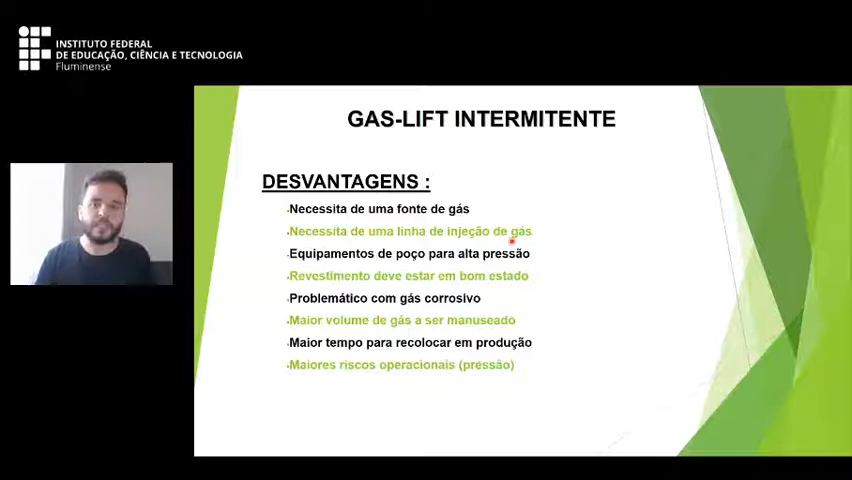 INSTITUTO FEDERAL
DE EDUCAÇÃO, CIÊNCIA E TECNOLOGIA
Fluminense
GAS-LIFT INTERMITENTE
DESVANTAGENS :
Necessita de uma fonte de gás
Necessita de uma linha de injeção de gás
Equipamentos de poço para alta pressão
Revestimento deve estar em bom estado
Problemático com gás corrosivo
Maior volume de gás a ser manuseado
Maior tempo para recolocar em produção
Maiores riscos operacionais (pressão)